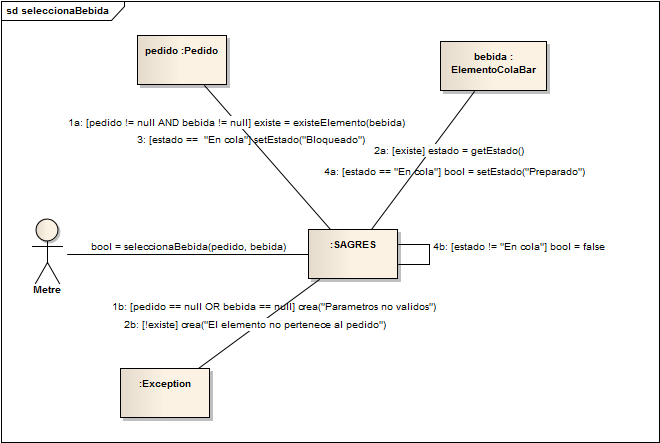 sd seleccionaBebida
pedido :Pedido
bebida :
ElementoColaBar
1a: [pedido != null AND bebida != null] existe = existeElemento(bebida)
3: [estado == "En cola"] setEstado("Bloqueado")
2a: [existe] estado = getEstado()
4a: [estado == "En cola"] bool = setEstado("Preparado")
:SAGRES
bool = seleccionaBebida(pedido, bebida)
4b: [estado != "En cola"] bool = false
Metre
1b: [pedido == null OR bebida == null] crea("Parametros no validos")
2b: [!existe] crea("El elemento no pertenece al pedido")
:Exception